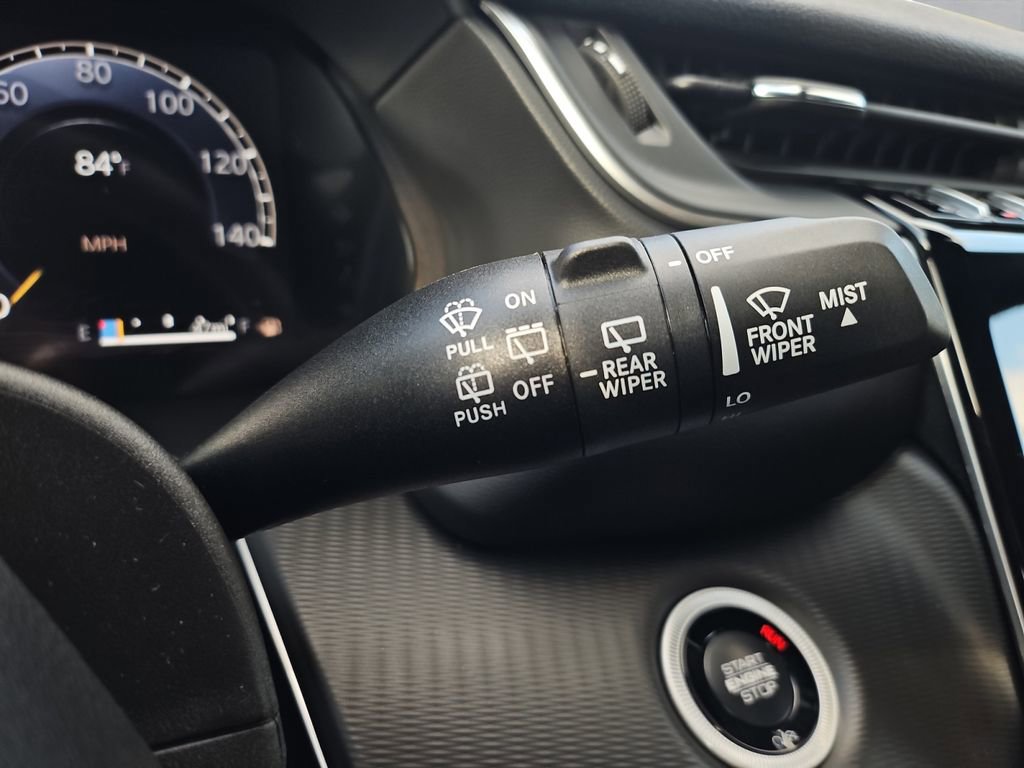 60
80
100
120
140
84°F
MPH
E
F
PULL
PUSH
ON
OFF
REAR
WIPER
OFF
FRONT
WIPER
MIST
LO
RUN
START
ENGINE
STOP